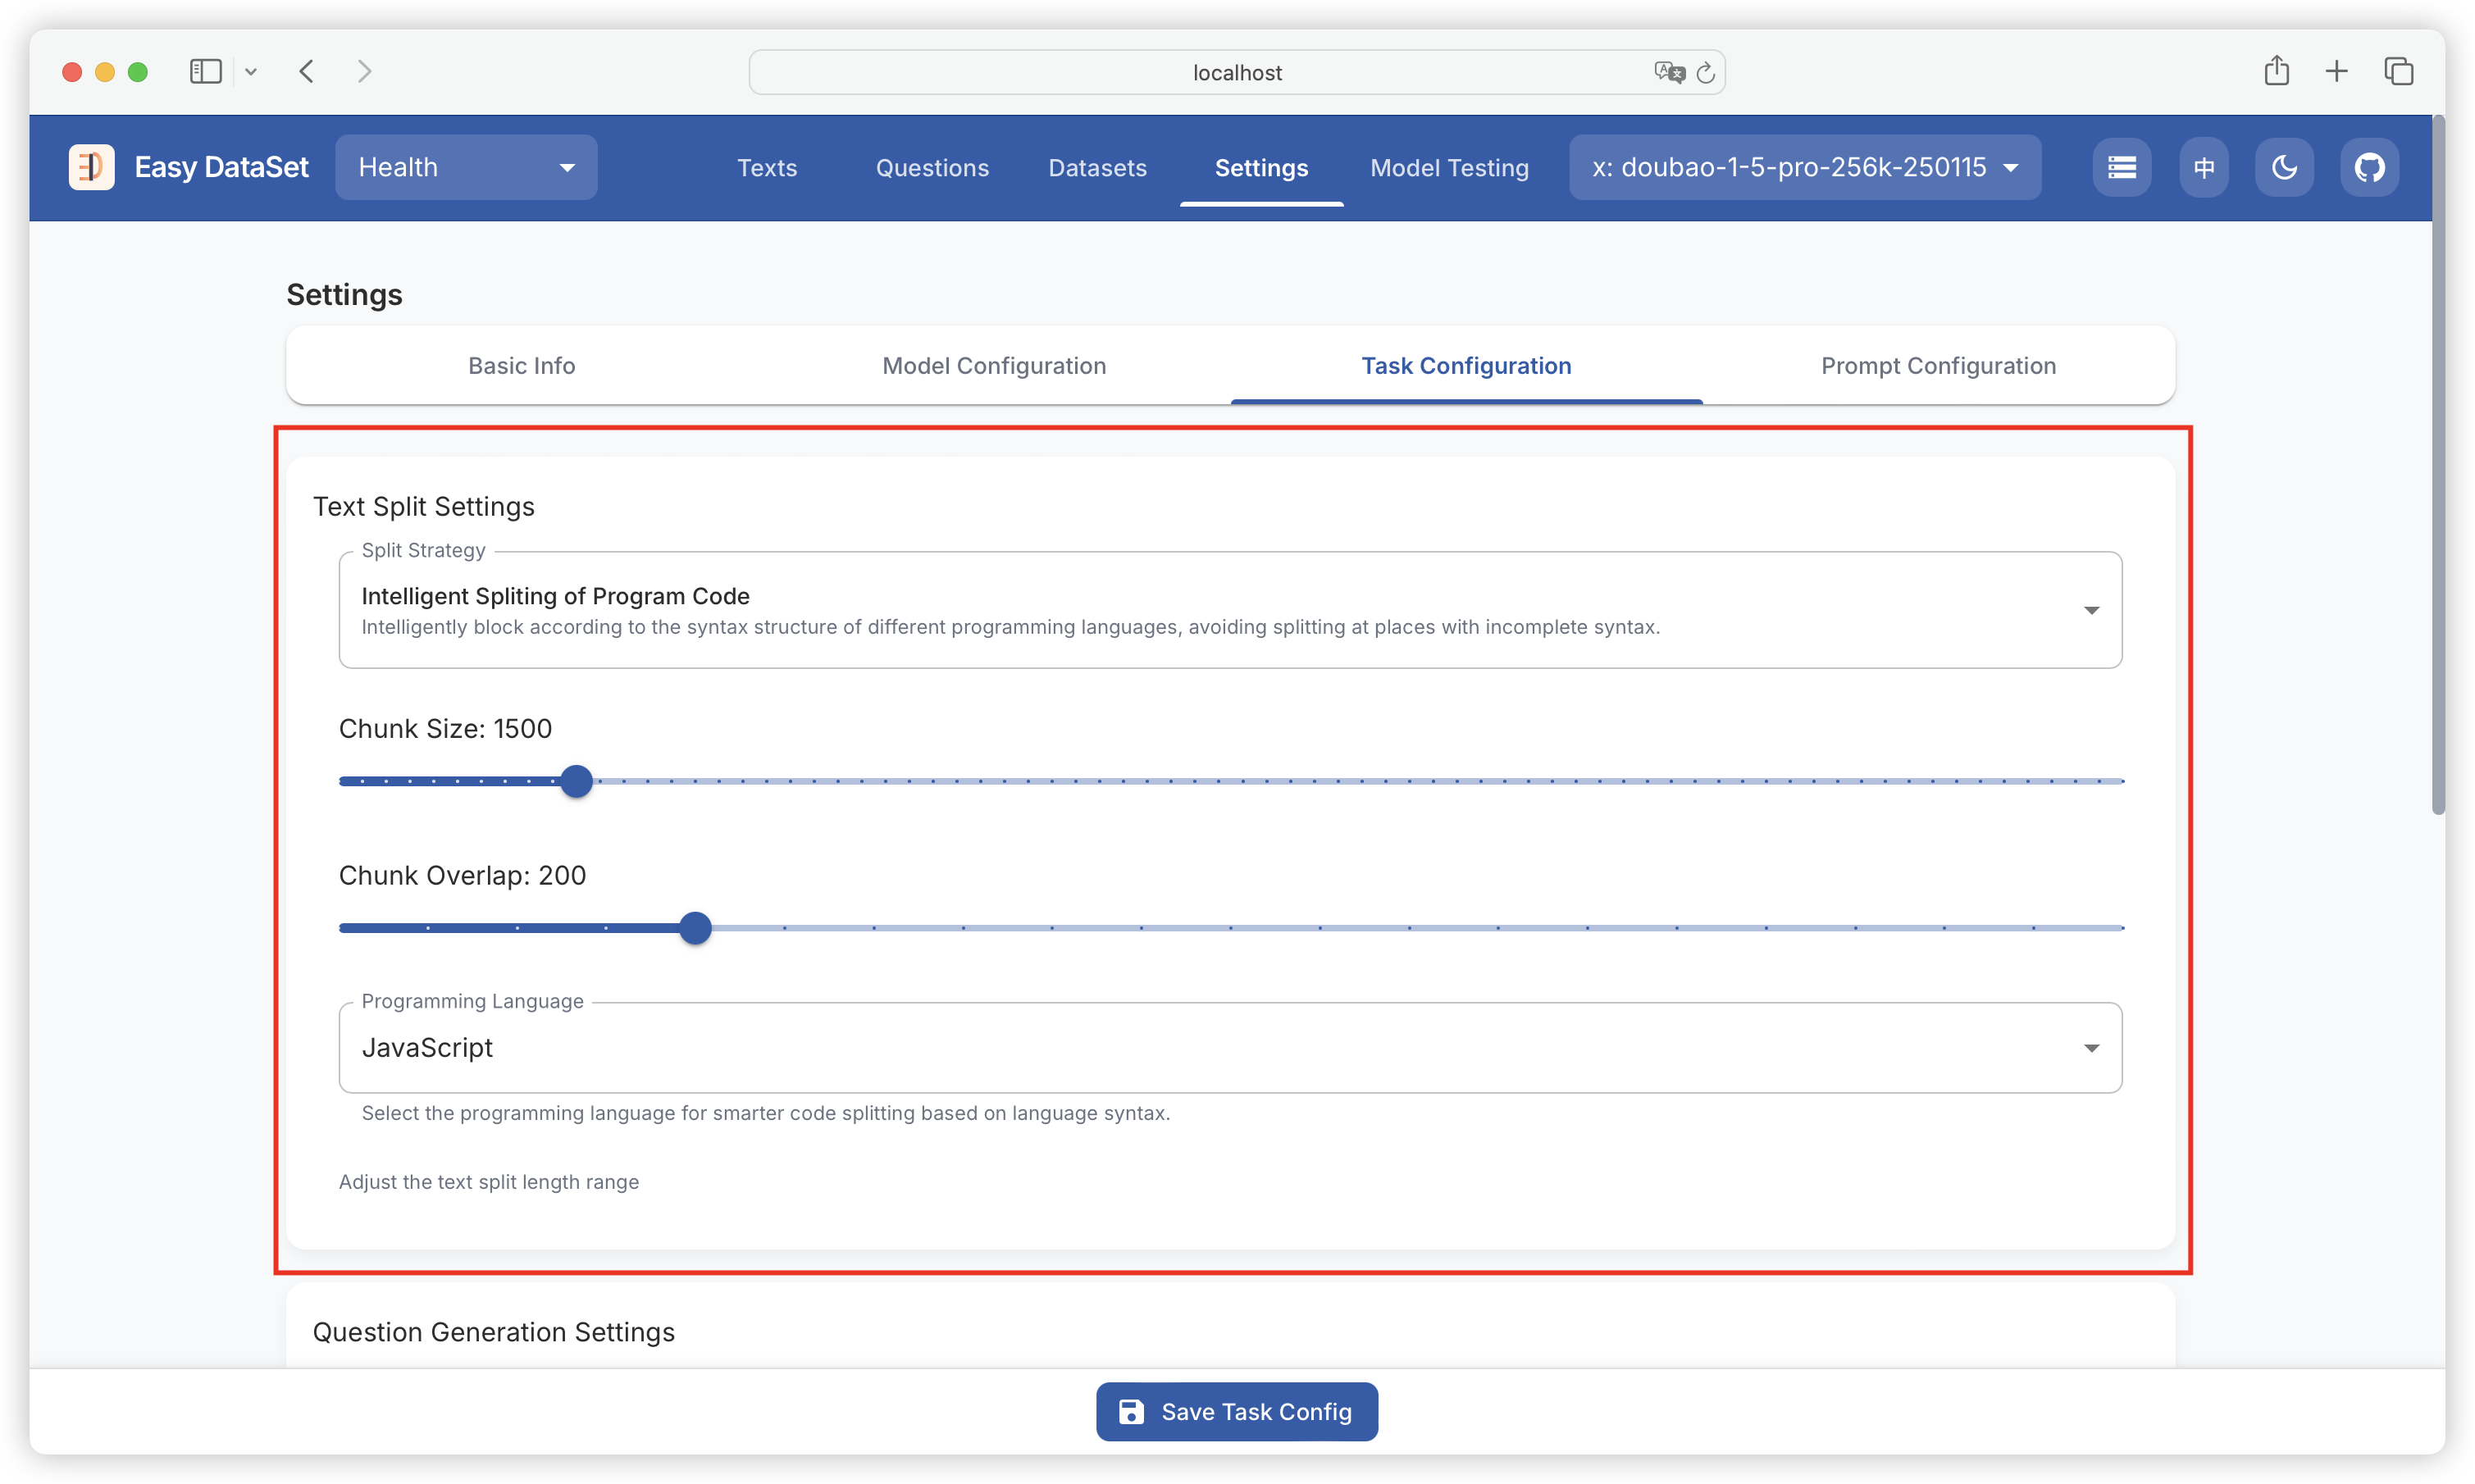 localhost
Easy DataSet
Health
Texts
Questions
Datasets
Settings
Model Testing
x: doubao-1-5-pro-256k-250115
中
Settings
Basic Info
Model Configuration
Task Configuration
Prompt Configuration
Text Split Settings
Split Strategy
Intelligent Spliting of Program Code
Intelligently block according to the syntax structure of different programming languages, avoiding splitting at places with incomplete syntax.
Chunk Size: 1500
Chunk Overlap: 200
Programming Language
JavaScript
Select the programming language for smarter code splitting based on language syntax.
Adjust the text split length range
Question Generation Settings
Save Task Config